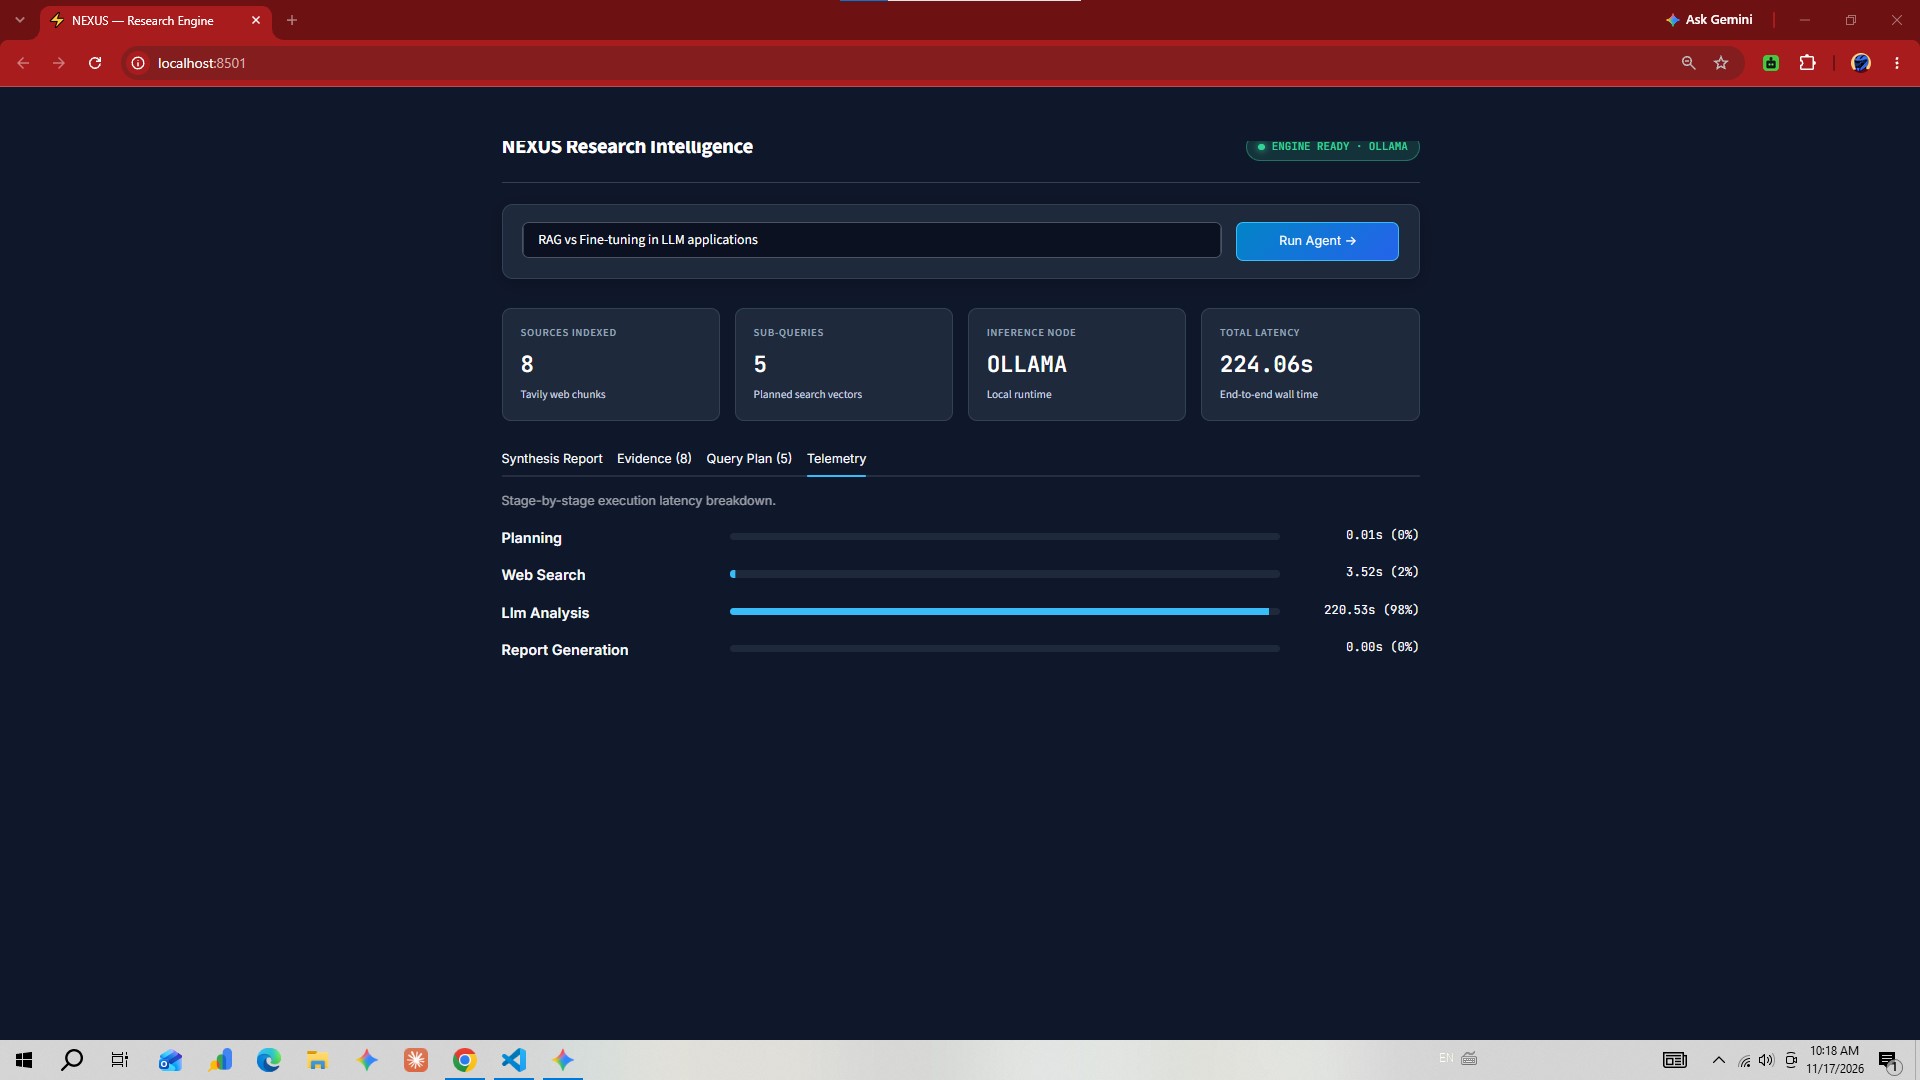 NEXUS — Research Engine
Ask Gemini
localhost:8501
NEXUS Research Intelligence
ENGINE READY · OLLAMA
RAG vs Fine-tuning in LLM applications
Run Agent →
SOURCES INDEXED
8
Tavily web chunks
SUB-QUERIES
5
Planned search vectors
INFERENCE NODE
OLLAMA
Local runtime
TOTAL LATENCY
224.06s
End-to-end wall time
Synthesis Report Evidence (8) Query Plan (5) Telemetry
Stage-by-stage execution latency breakdown.
Planning 0.01s (0%)
Web Search 3.52s (2%)
Llm Analysis 220.53s (98%)
Report Generation 0.00s (0%)
EN
10:18 AM
11/17/2026
1